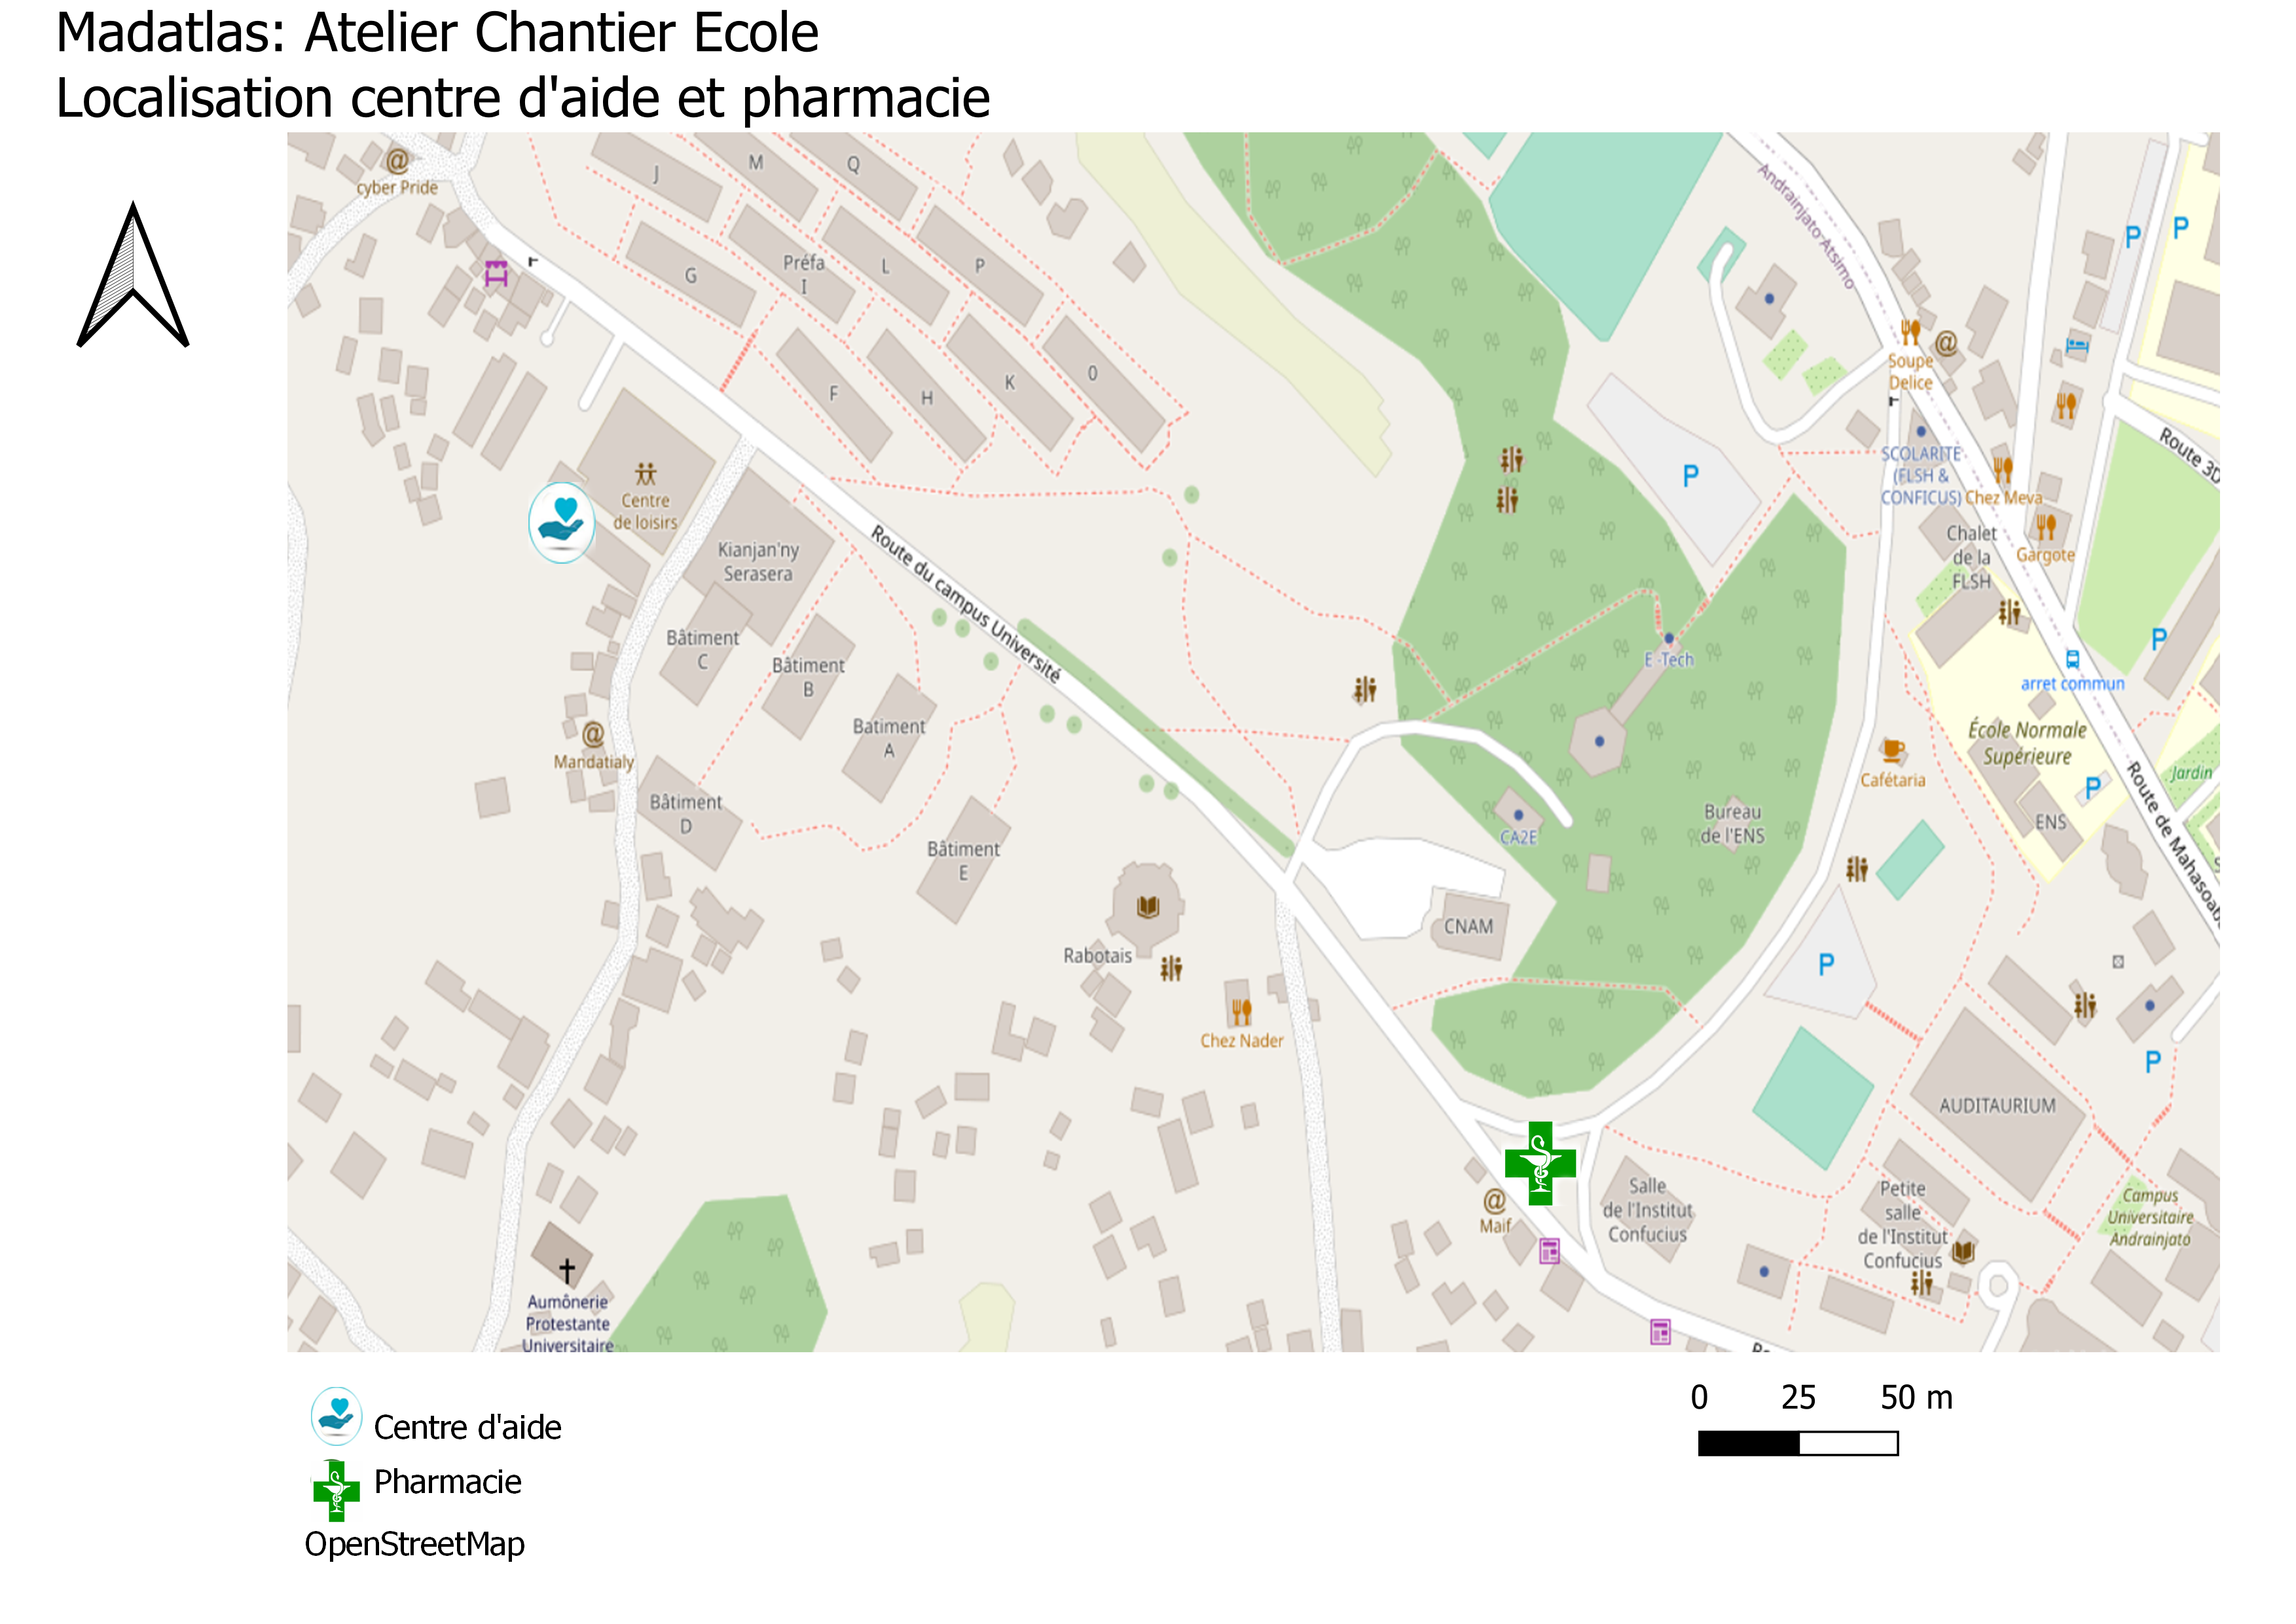 Madatlas: Atelier Chantier Ecole
Localisation centre d'aide et pharmacie
@
cyber Pride
J
M
Q
G
Préfa
I
L
P
F
H
K
0
Andrainjato-Atsimo
P
P
@
Soupe
Delice
Route 3D
SCOLARITE
(FLSH &
CONFICUS)
Chez Meva
P
Centre
de loisirs
Kianjan'ny
Serasera
Route du campus Université
Chalet
de la
FLSH
Gargote
Bâtiment
C
Bâtiment
B
Batiment
A
E -Tech
P
arret commun
@
Mandatialy
École Normale
Supérieure
Cafétaria
P
Jardin
Route de Mahasoab
Bâtiment
D
Bâtiment
E
CA2E
Bureau
de l'ENS
ENS
CNAM
Rabotais
Chez Nader
P
P
AUDITAURIUM
@
Maif
Salle
de l'Institut
Confucius
Petite
salle
de l'Institut
Confucius
Campus
Universitaire
Andrainjato
Aumônerie
Protestante
Universitaire
Centre d'aide
Pharmacie
OpenStreetMap
0 25 50 m